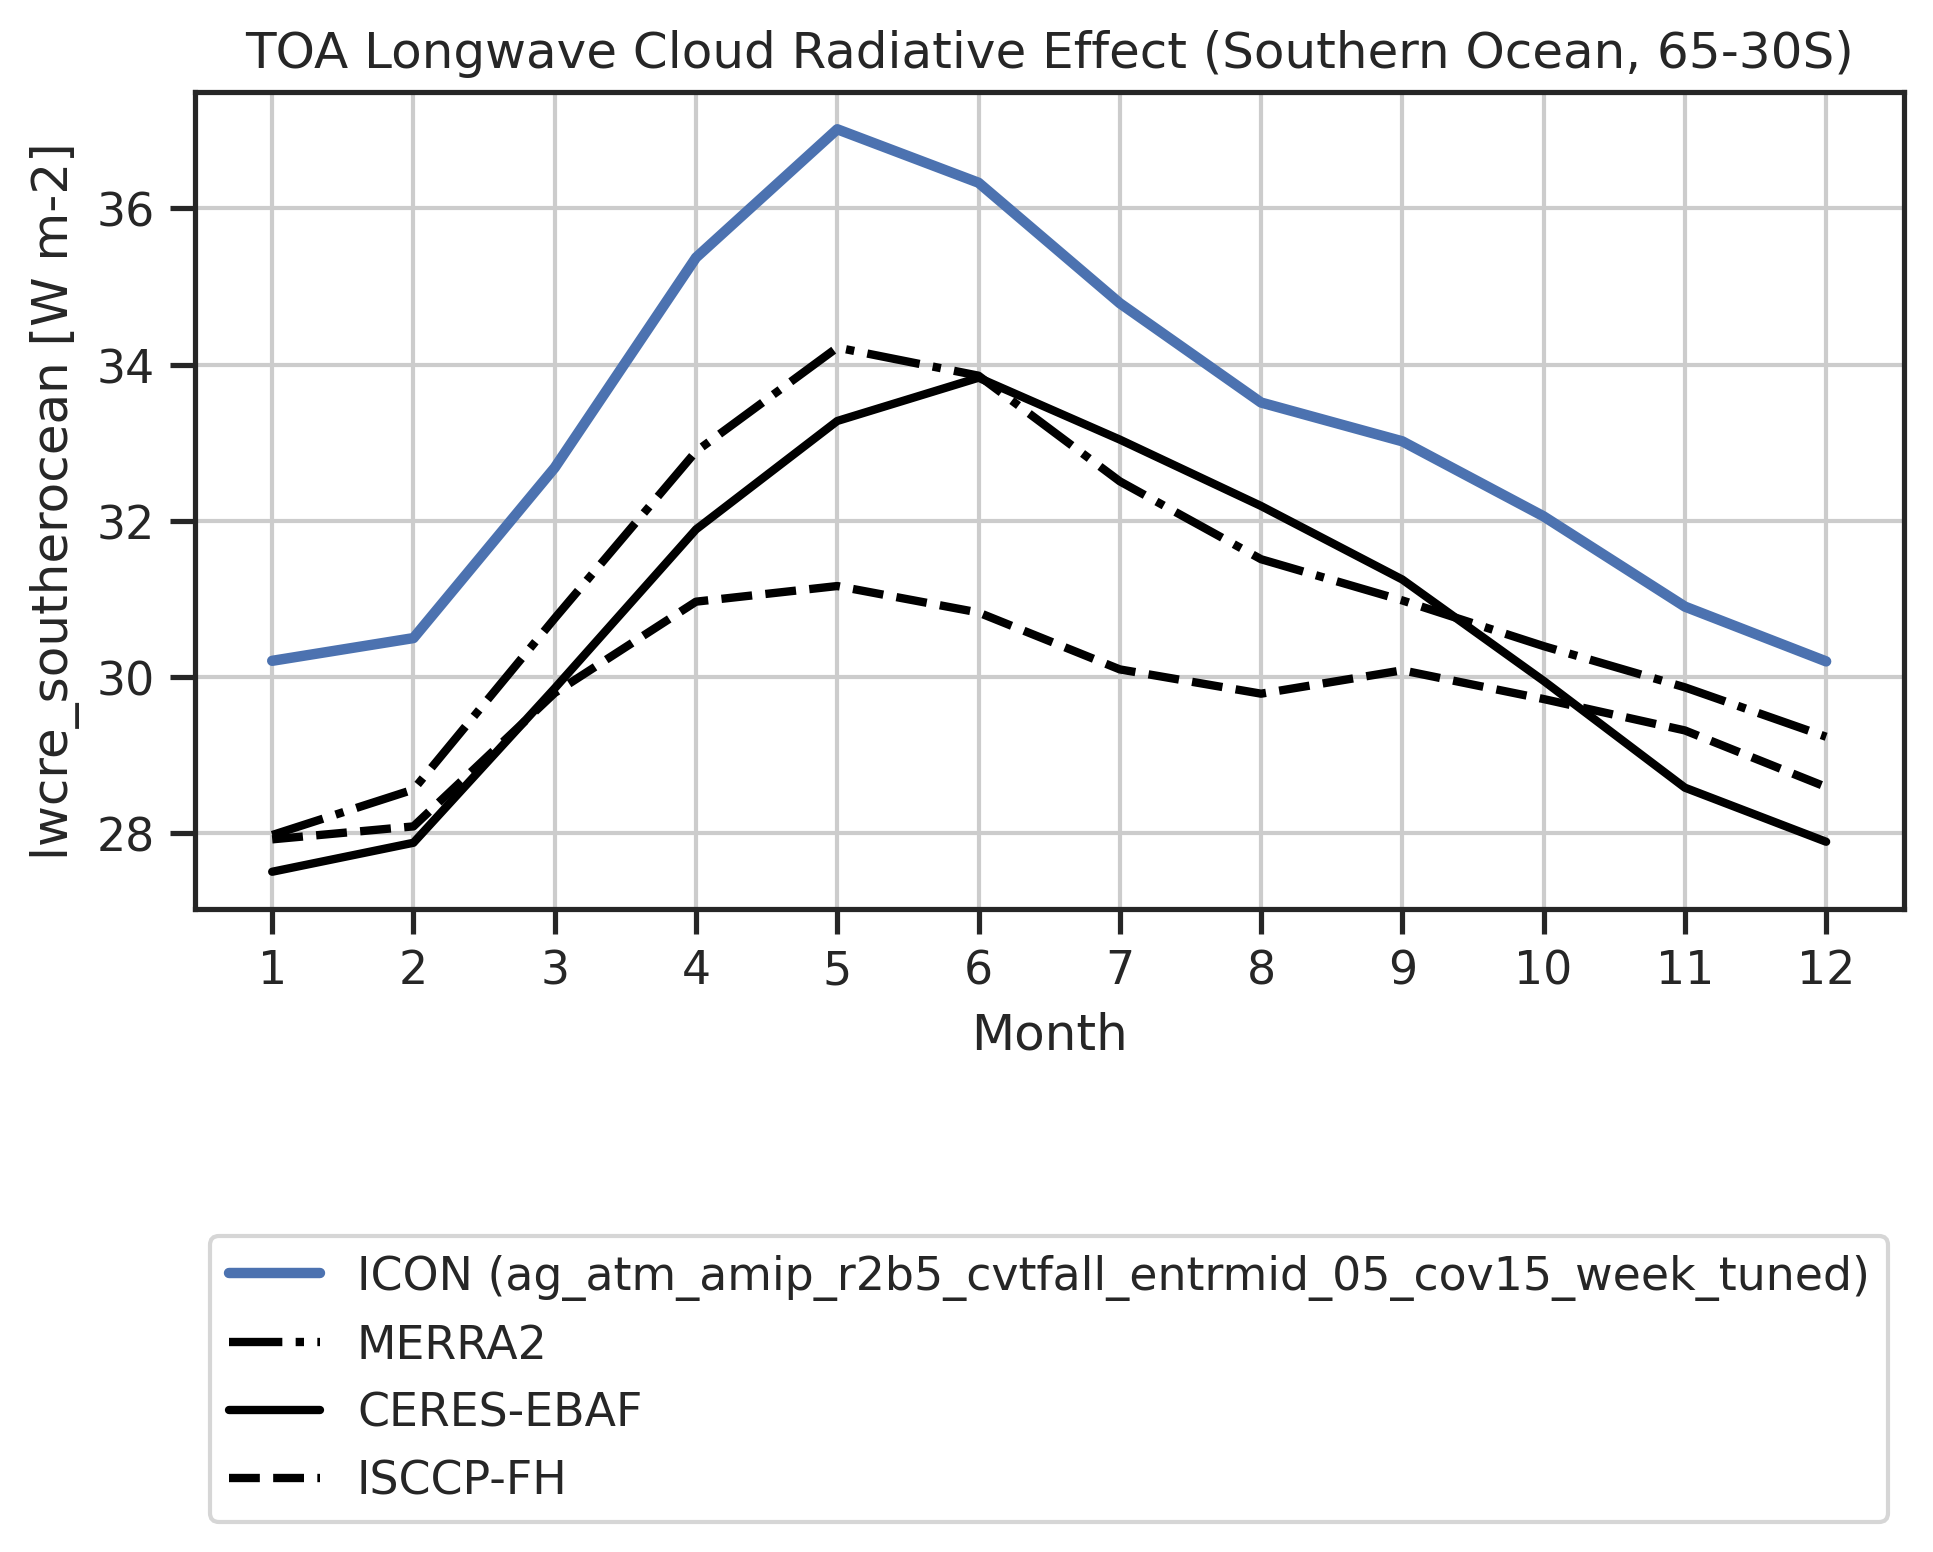 TOA Longwave Cloud Radiative Effect (Southern Ocean, 65-30S)
lwcre_southerocean [W m-2]
36
34
32
30
28
1 2 3 4 5 6 7 8 9 10 11 12
Month
ICON (ag_atm_amip_r2b5_cvtfall_entrmid_05_cov15_week_tuned)
MERRA2
CERES-EBAF
ISCCP-FH